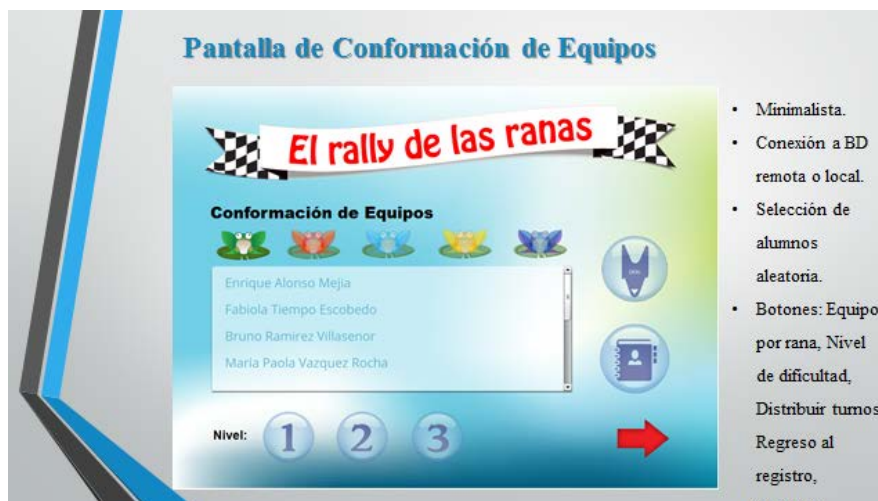 Pantalla de Conformación de Equipos
El rally de las ranas
Conformación de Equipos
Enrique Alonso Mejia
Fabiola Tiempo Escobedo
Bruno Ramirez Villasenor
Maria Paola Vazquez Rocha
Nivel:
1
2
3
• Minimalista.
• Conexión a BD
remota o local.
• Selección de
alumnos
aleatoria.
• Botones: Equipo
por rana, Nivel
de dificultad,
Distribuir turnos
Regreso al
registro,